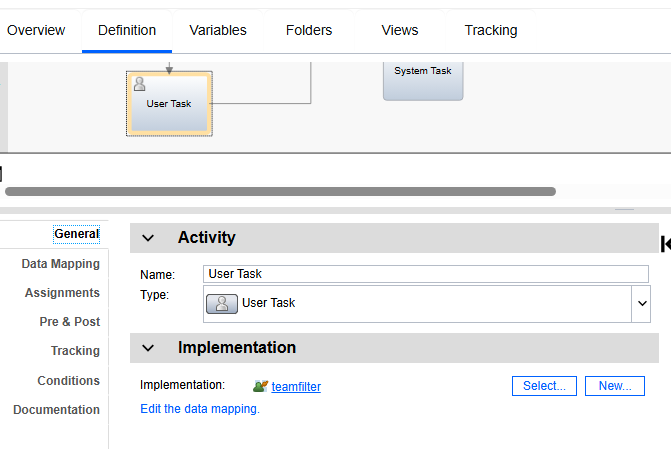 Overview Definition Variables Folders Views Tracking
System Task
User Task
General
Data Mapping
Assignments
Pre & Post
Tracking
Conditions
Documentation
Activity
Name: User Task
Type: User Task
Implementation
Implementation: teamfilter Select... New...
Edit the data mapping.